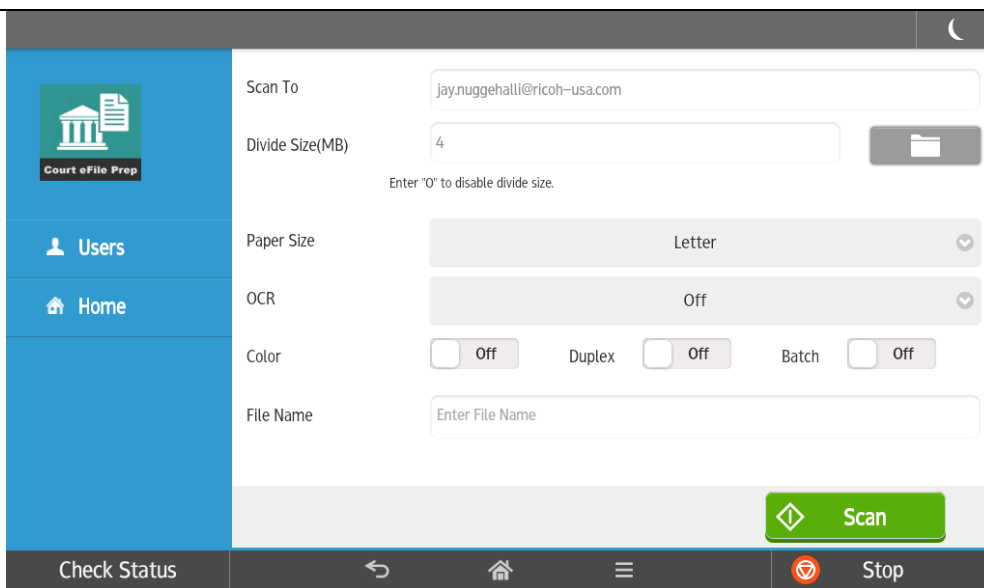 Scan To
jay.nuggehalli@ricoh-usa.com
Court eFile Prep
Divide Size(MB)
4
Enter "O" to disable divide size.
Users
Paper Size
Letter
Home
OCR
Off
Color
Off
Duplex
Off
Batch
Off
File Name
Enter File Name
Scan
Check Status
Stop